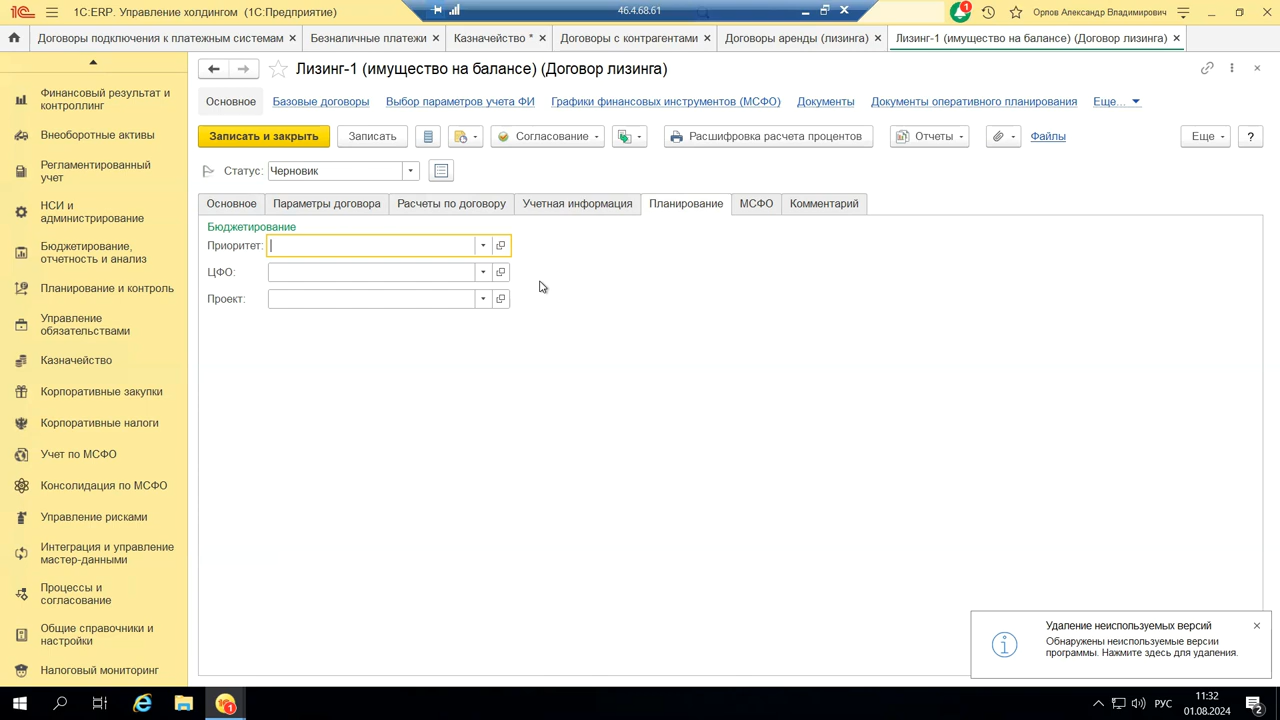 1С:ERP. Управление холдингом (1С:Предприятие)
46.4.68.61
1
Орлов Александр Владимирович
Договоры подключения к платежным системам
Безналичные платежи
Казначейство *
Договоры с контрагентами
Договоры аренды (лизинга)
Лизинг-1 (имущество на балансе) (Договор лизинга)
Финансовый результат и
контроллинг
Внеоборотные активы
Регламентированный
учет
НСИ и
администрирование
Бюджетирование,
отчетность и анализ
Планирование и контроль
Управление
обязательствами
Казначейство
Корпоративные закупки
Корпоративные налоги
Учет по МСФО
Консолидация по МСФО
Управление рисками
Интеграция и управление
мастер-данными
Процессы и
согласование
Общие справочники и
настройки
Налоговый мониторинг
Лизинг-1 (имущество на балансе) (Договор лизинга)
Основное
Базовые договоры
Выбор параметров учета ФИ
Графики финансовых инструментов (МСФО)
Документы
Документы оперативного планирования
Еще...
Записать и закрыть
Записать
Согласование
Расшифровка расчета процентов
Отчеты
Файлы
Еще
?
Статус:
Черновик
Основное
Параметры договора
Расчеты по договору
Учетная информация
Планирование
МСФО
Комментарий
Бюджетирование
Приоритет:
ЦФО:
Проект:
Удаление неиспользуемых версий
Обнаружены неиспользуемые версии
программы. Нажмите здесь для удаления.
1
РУС
11:32
01.08.2024
2